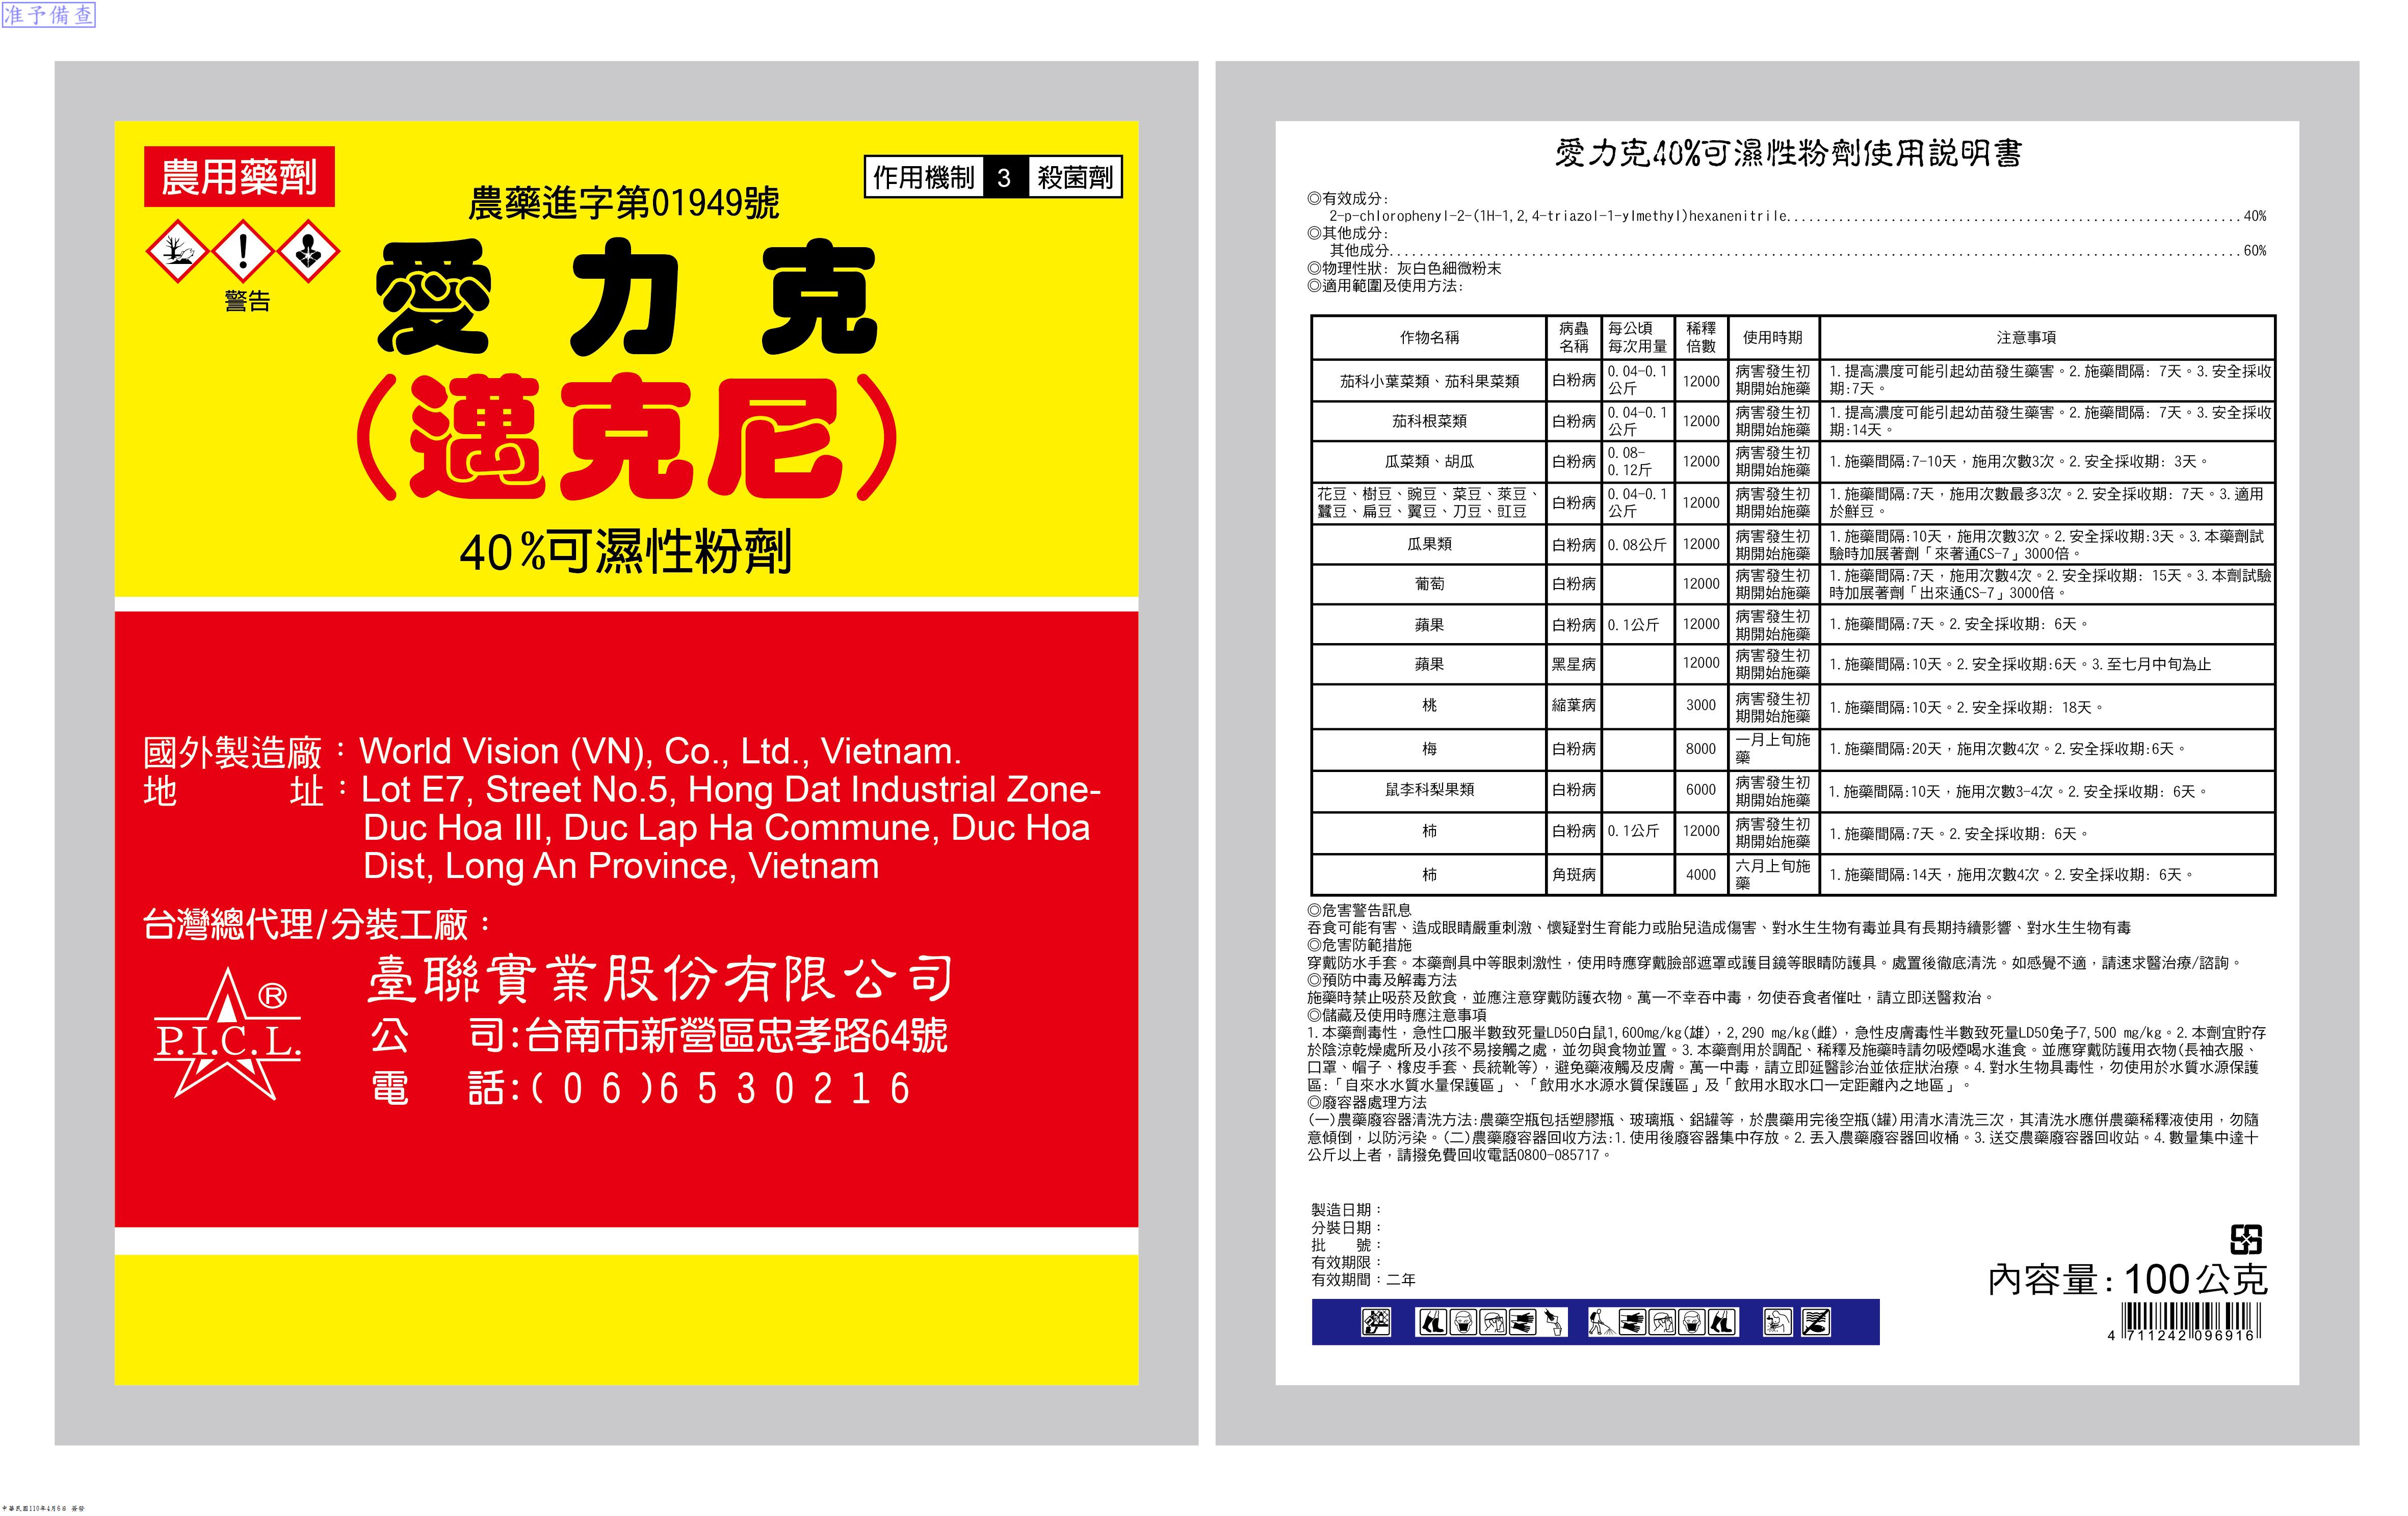 准予備查
農用藥劑
農藥進字第01949號
作用機制 3 殺菌劑
警告
愛力克
(邁克尼)
40%可濕性粉劑
國外製造廠：World Vision (VN), Co., Ltd., Vietnam.
地　　　址：Lot E7, Street No.5, Hong Dat Industrial Zone-
Duc Hoa III, Duc Lap Ha Commune, Duc Hoa
Dist, Long An Province, Vietnam
台灣總代理/分裝工廠：
®
P.I.C.L.
臺聯實業股份有限公司
公　司:台南市新營區忠孝路64號
電　話:(06)6530216
愛力克40%可濕性粉劑使用說明書
◎有效成分:
2-p-chlorophenyl-2-(1H-1,2,4-triazol-1-ylmethyl)hexanenitrile....40%
◎其他成分:
其他成分....60%
◎物理性狀: 灰白色細微粉末
◎適用範圍及使用方法:
作物名稱 病蟲名稱 每公頃每次用量 稀釋倍數 使用時期 注意事項
茄科小葉菜類、茄科果菜類 白粉病 0.04-0.1公斤 12000 病害發生初期開始施藥 1.提高濃度可能引起幼苗發生藥害。2.施藥間隔: 7天。3.安全採收期:7天。
茄科根菜類 白粉病 0.04-0.1公斤 12000 病害發生初期開始施藥 1.提高濃度可能引起幼苗發生藥害。2.施藥間隔: 7天。3.安全採收期:14天。
瓜菜類、胡瓜 白粉病 0.08-0.12斤 12000 病害發生初期開始施藥 1.施藥間隔:7-10天，施用次數3次。2.安全採收期: 3天。
花豆、樹豆、豌豆、菜豆、萊豆、蠶豆、扁豆、翼豆、刀豆、豇豆 白粉病 0.04-0.1公斤 12000 病害發生初期開始施藥 1.施藥間隔:7天，施用次數最多3次。2.安全採收期: 7天。3.適用於鮮豆。
瓜果類 白粉病 0.08公斤 12000 病害發生初期開始施藥 1.施藥間隔:10天，施用次數3次。2.安全採收期:3天。3.本藥劑試驗時加展著劑「來著通CS-7」3000倍。
葡萄 白粉病 12000 病害發生初期開始施藥 1.施藥間隔:7天，施用次數4次。2.安全採收期: 15天。3.本劑試驗時加展著劑「出來通CS-7」3000倍。
蘋果 白粉病 0.1公斤 12000 病害發生初期開始施藥 1.施藥間隔:7天。2.安全採收期: 6天。
蘋果 黑星病 12000 病害發生初期開始施藥 1.施藥間隔:10天。2.安全採收期:6天。3.至七月中旬為止
桃 縮葉病 3000 病害發生初期開始施藥 1.施藥間隔:10天。2.安全採收期: 18天。
梅 白粉病 8000 一月上旬施藥 1.施藥間隔:20天，施用次數4次。2.安全採收期:6天。
鼠李科梨果類 白粉病 6000 病害發生初期開始施藥 1.施藥間隔:10天，施用次數3-4次。2.安全採收期: 6天。
柿 白粉病 0.1公斤 12000 病害發生初期開始施藥 1.施藥間隔:7天。2.安全採收期: 6天。
柿 角斑病 4000 六月上旬施藥 1.施藥間隔:14天，施用次數4次。2.安全採收期: 6天。
◎危害警告訊息
吞食可能有害、造成眼睛嚴重刺激、懷疑對生育能力或胎兒造成傷害、對水生生物有毒並具有長期持續影響、對水生生物有毒
◎危害防範措施
穿戴防水手套。本藥劑具中等眼刺激性，使用時應穿戴臉部遮罩或護目鏡等眼睛防護具。處置後徹底清洗。如感覺不適，請速求醫治療/諮詢。
◎預防中毒及解毒方法
施藥時禁止吸菸及飲食，並應注意穿戴防護衣物。萬一不幸吞中毒，勿使吞食者催吐，請立即送醫救治。
◎儲藏及使用時應注意事項
1.本藥劑毒性，急性口服半數致死量LD50白鼠1,600mg/kg(雄)，2,290 mg/kg(雌)，急性皮膚毒性半數致死量LD50兔子7,500 mg/kg。2.本劑宜貯存
於陰涼乾燥處所及小孩不易接觸之處，並勿與食物並置。3.本藥劑用於調配、稀釋及施藥時請勿吸煙喝水進食。並應穿戴防護用衣物(長袖衣服、
口罩、帽子、橡皮手套、長統靴等)，避免藥液觸及皮膚。萬一中毒，請立即延醫診治並依症狀治療。4.對水生物具毒性，勿使用於水質水源保護
區:「自來水水質水量保護區」、「飲用水水源水質保護區」及「飲用水取水口一定距離內之地區」。
◎廢容器處理方法
(一)農藥廢容器清洗方法:農藥空瓶包括塑膠瓶、玻璃瓶、鋁罐等，於農藥用完後空瓶(罐)用清水清洗三次，其清洗水應併農藥稀釋液使用，勿隨
意傾倒，以防污染。(二)農藥廢容器回收方法:1.使用後廢容器集中存放。2.丟入農藥廢容器回收桶。3.送交農藥廢容器回收站。4.數量集中達十
公斤以上者，請撥免費回收電話0800-085717。
製造日期：
分裝日期：
批　　號：
有效期限：
有效期間：二年
內容量: 100公克
4 711242 096916
中華民國110年4月6日 簽發